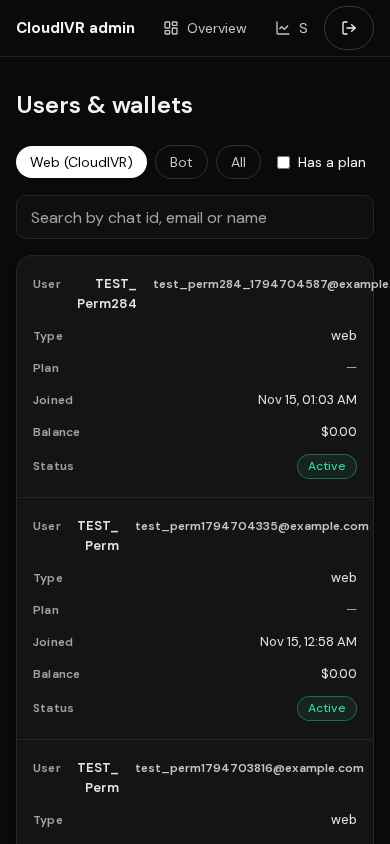 CloudIVR admin Overview S
Users & wallets
Web (CloudIVR) Bot All Has a plan
Search by chat id, email or name
User TEST_ test_perm284_1794704587@example
Perm284
Type web
Plan —
Joined Nov 15, 01:03 AM
Balance $0.00
Status Active
User TEST_ test_perm1794704335@example.com
Perm
Type web
Plan —
Joined Nov 15, 12:58 AM
Balance $0.00
Status Active
User TEST_ test_perm1794703816@example.com
Perm
Type web